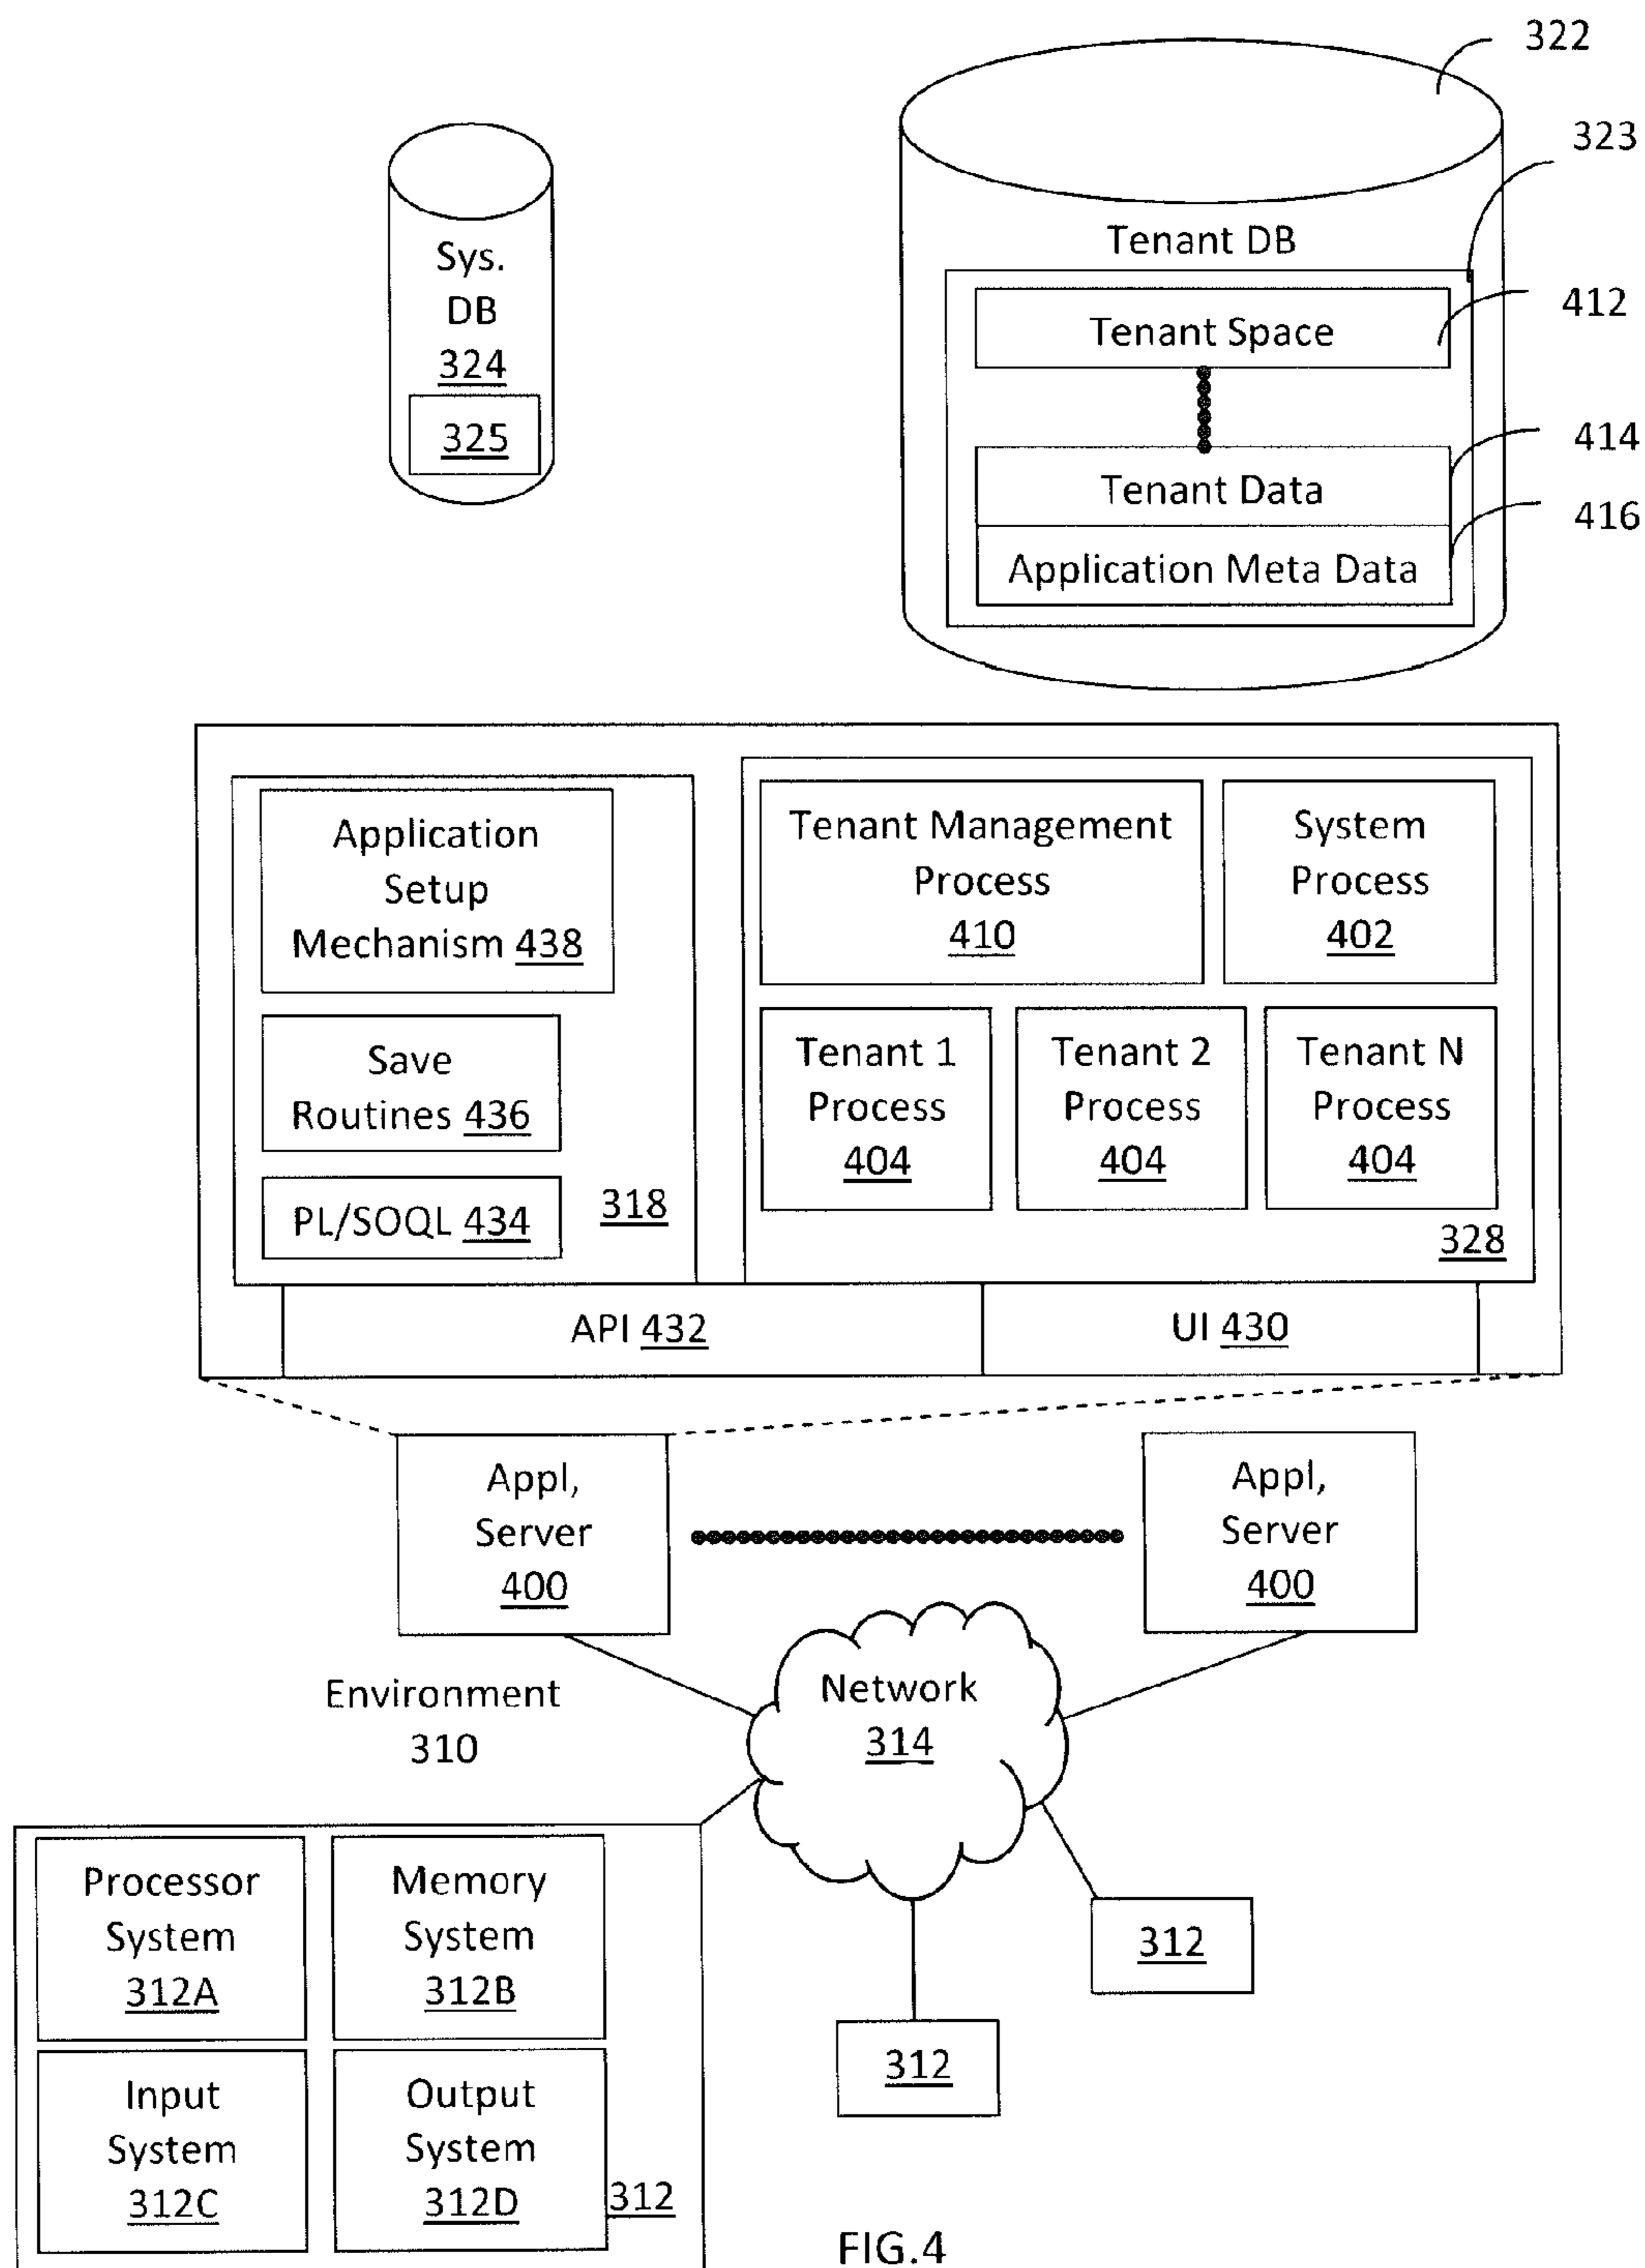 322
323
Tenant DB
412
Tenant Space
414
Tenant Data
416
Application Meta Data
Sys.
DB
324
325
Application
Setup
Mechanism 438
Save
Routines 436
PL/SOQL 434
318
Tenant Management
Process
410
System
Process
402
Tenant 1
Process
404
Tenant 2
Process
404
Tenant N
Process
404
328
API 432
UI 430
Appl,
Server
400
Appl,
Server
400
Environment
310
Network
314
Processor
System
312A
Memory
System
312B
Input
System
312C
Output
System
312D
312
312
312
FIG.4